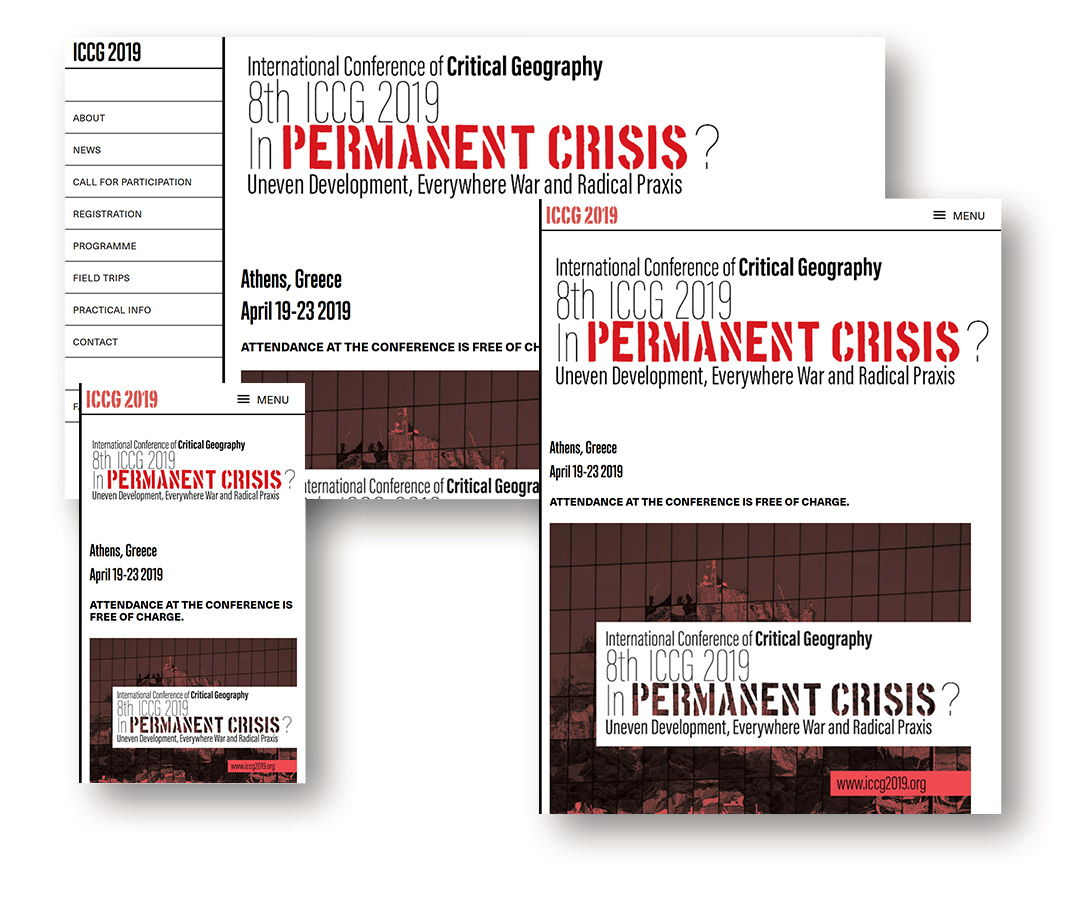 ICCG 2019
ABOUT
NEWS
CALL FOR PARTICIPATION
REGISTRATION
PROGRAMME
FIELD TRIPS
PRACTICAL INFO
CONTACT
International Conference of Critical Geography
8th ICCG 2019
In PERMANENT CRISIS ?
Uneven Development, Everywhere War and Radical Praxis
Athens, Greece
April 19-23 2019
ATTENDANCE AT THE CONFERENCE IS FREE OF CH
nternational Conference of Critical Geogra
ICCG 2019
MENU
International Conference of Critical Geography
8th ICCG 2019
In PERMANENT CRISIS ?
Uneven Development, Everywhere War and Radical Praxis
Athens, Greece
April 19-23 2019
ATTENDANCE AT THE CONFERENCE IS FREE OF CHARGE.
International Conference of Critical Geography
8th ICCG 2019
In PERMANENT CRISIS ?
Uneven Development, Everywhere War and Radical Praxis
www.iccg2019.org
ICCG 2019
MENU
International Conference of Critical Geography
8th ICCG 2019
In PERMANENT CRISIS ?
Uneven Development, Everywhere War and Radical Praxis
Athens, Greece
April 19-23 2019
ATTENDANCE AT THE CONFERENCE IS
FREE OF CHARGE.
International Conference of Critical Geography
8th ICCG 2019
In PERMANENT CRISIS ?
Uneven Development, Everywhere War and Radical Praxis
www.iccg2019.org